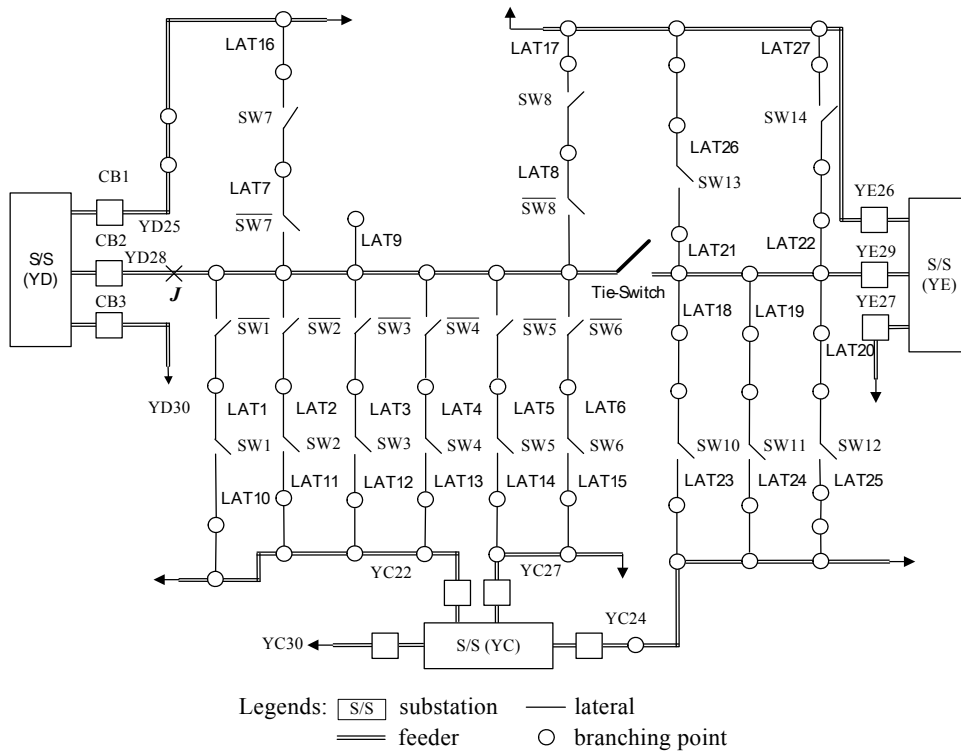 LAT16
LAT17
LAT27
SW7
SW8
SW14
LAT26
CB1
LAT7
LAT8
SW13
YE26
YD25
SW7
SW8
CB2
LAT9
LAT21
LAT22
S/S
(YD)
YD28
YE29
S/S
(YE)
J
Tie-Switch
CB3
YE27
LAT18
LAT19
SW1
SW2
SW3
SW4
SW5
SW6
LAT20
YD30
LAT1
LAT2
LAT3
LAT4
LAT5
LAT6
SW1
SW2
SW3
SW4
SW5
SW6
SW10
SW11
SW12
LAT10
LAT11
LAT12
LAT13
LAT14
LAT15
LAT23
LAT24
LAT25
YC22
YC27
YC24
YC30
S/S (YC)
Legends: S/S substation
lateral
feeder
branching point